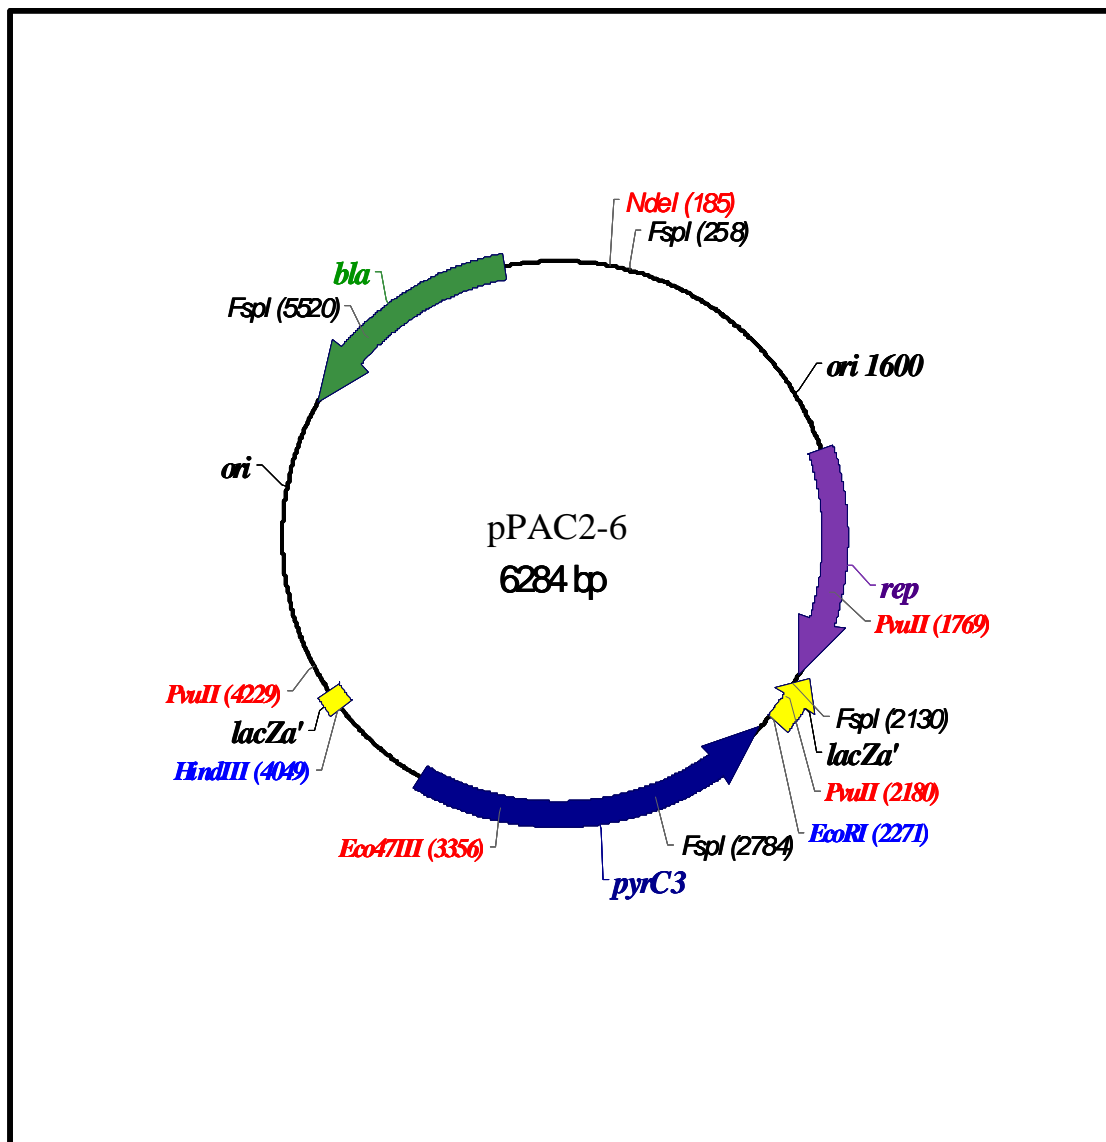 NdeI (185)
FspI (258)
bla
FspI (5520)
ori 1600
ori
pPAC2-6
6284 bp
rep
PvuII (1769)
PvuII (4229)
FspI (2130)
lacZa'
lacZa'
HindIII (4049)
PvuII (2180)
EcoRI (2271)
Eco47III (3356)
FspI (2784)
pyrC3